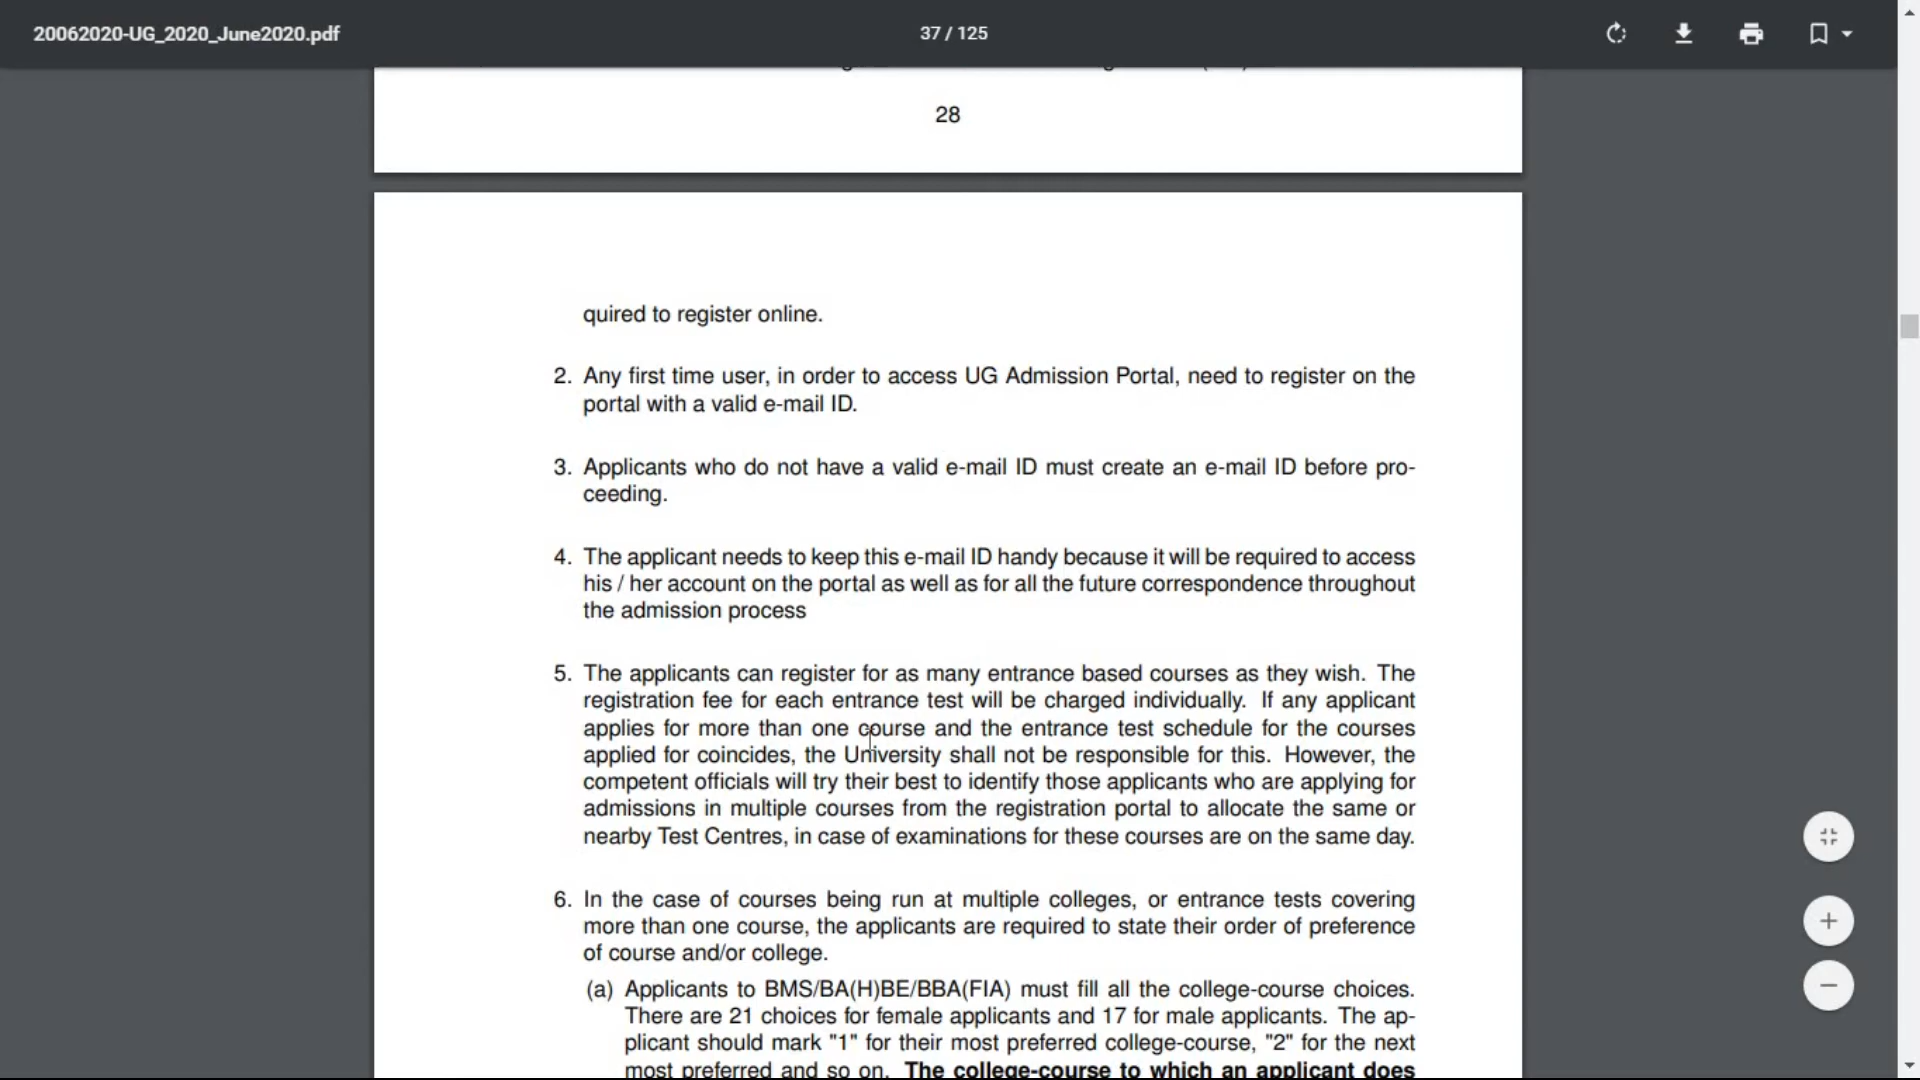 20062020-UG_2020_June2020.pdf
37 / 125
28
quired to register online.
2. Any first time user, in order to access UG Admission Portal, need to register on the
portal with a valid e-mail ID.
3. Applicants who do not have a valid e-mail ID must create an e-mail ID before pro-
ceeding.
4. The applicant needs to keep this e-mail ID handy because it will be required to access
his / her account on the portal as well as for all the future correspondence throughout
the admission process
5. The applicants can register for as many entrance based courses as they wish. The
registration fee for each entrance test will be charged individually. If any applicant
applies for more than one course and the entrance test schedule for the courses
applied for coincides, the University shall not be responsible for this. However, the
competent officials will try their best to identify those applicants who are applying for
admissions in multiple courses from the registration portal to allocate the same or
nearby Test Centres, in case of examinations for these courses are on the same day.
6. In the case of courses being run at multiple colleges, or entrance tests covering
more than one course, the applicants are required to state their order of preference
of course and/or college.
(a) Applicants to BMS/BA(H)BE/BBA(FIA) must fill all the college-course choices.
There are 21 choices for female applicants and 17 for male applicants. The ap-
plicant should mark "1" for their most preferred college-course, "2" for the next
most preferred and so on. The college-course to which an applicant does